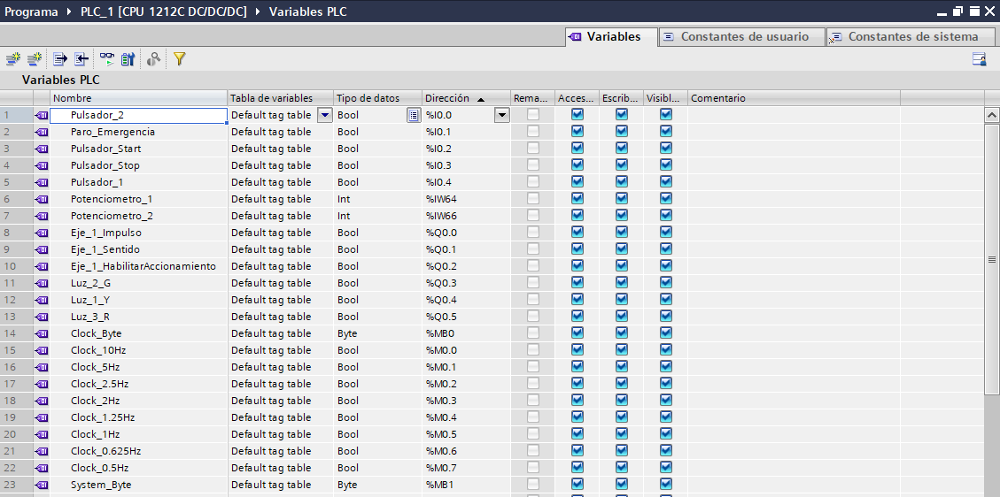 Programa ▸ PLC_1 [CPU 1212C DC/DC/DC] ▸ Variables PLC
Variables Constantes de usuario Constantes de sistema
Variables PLC
Nombre Tabla de variables Tipo de datos Dirección Rema... Acces... Escrib... Visibl... Comentario
1 Pulsador_2 Default tag table Bool %I0.0
2 Paro_Emergencia Default tag table Bool %I0.1
3 Pulsador_Start Default tag table Bool %I0.2
4 Pulsador_Stop Default tag table Bool %I0.3
5 Pulsador_1 Default tag table Bool %I0.4
6 Potenciometro_1 Default tag table Int %IW64
7 Potenciometro_2 Default tag table Int %IW66
8 Eje_1_Impulso Default tag table Bool %Q0.0
9 Eje_1_Sentido Default tag table Bool %Q0.1
10 Eje_1_HabilitarAccionamiento Default tag table Bool %Q0.2
11 Luz_2_G Default tag table Bool %Q0.3
12 Luz_1_Y Default tag table Bool %Q0.4
13 Luz_3_R Default tag table Bool %Q0.5
14 Clock_Byte Default tag table Byte %MB0
15 Clock_10Hz Default tag table Bool %M0.0
16 Clock_5Hz Default tag table Bool %M0.1
17 Clock_2.5Hz Default tag table Bool %M0.2
18 Clock_2Hz Default tag table Bool %M0.3
19 Clock_1.25Hz Default tag table Bool %M0.4
20 Clock_1Hz Default tag table Bool %M0.5
21 Clock_0.625Hz Default tag table Bool %M0.6
22 Clock_0.5Hz Default tag table Bool %M0.7
23 System_Byte Default tag table Byte %MB1